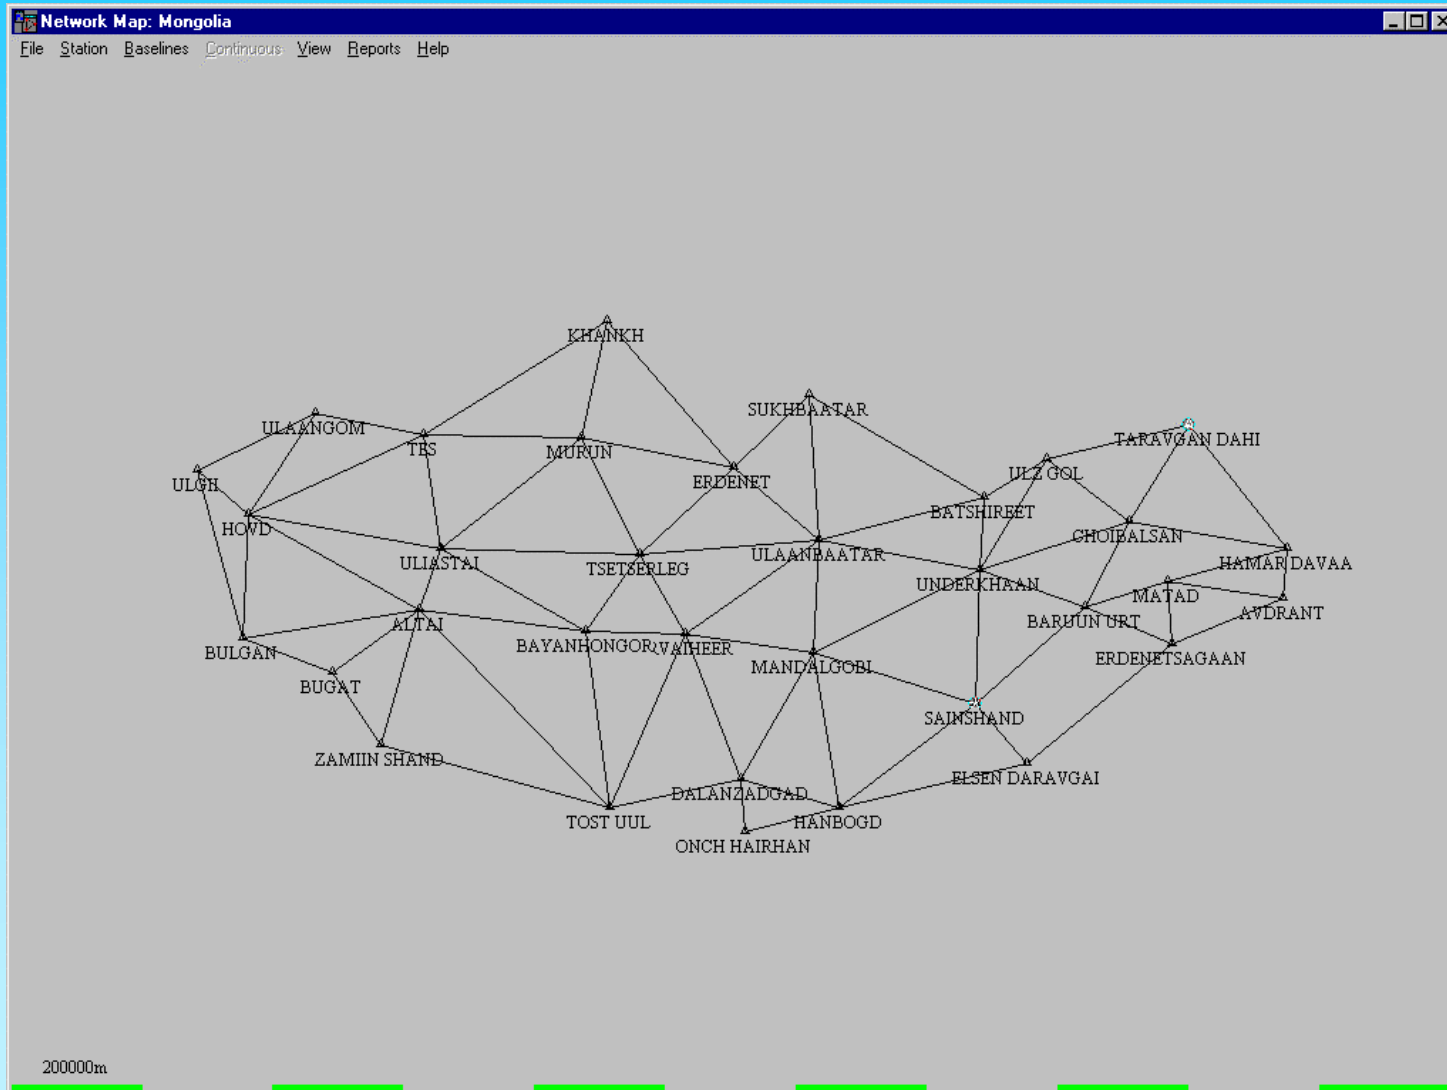 Network Map: Mongolia
File Station Baselines Continuous View Reports Help
KHANKH
SUKHBAATAR
ULAANGOM
TARAVGAN DAHI
TES
MURUN
ULZ GOL
ULGII
ERDENET
BATSHIREET
HOVD
CHOIBALSAN
ULIASTAI
TSETSERLEG
ULAANBAATAR
HAMAR DAVAA
UNDERKHAAN
MATAD
AVDRANT
ALTAI
BARUUN URT
BULGAN
BAYANHONGOR
VAIHEER
MANDALGOBI
ERDENETSAGAAN
BUGAT
SAINSHAND
ZAMIIN SHAND
ELSEN DARAVGAI
DALANZADGAD
TOST UUL
HANBOGD
ONCH HAIRHAN
200000m